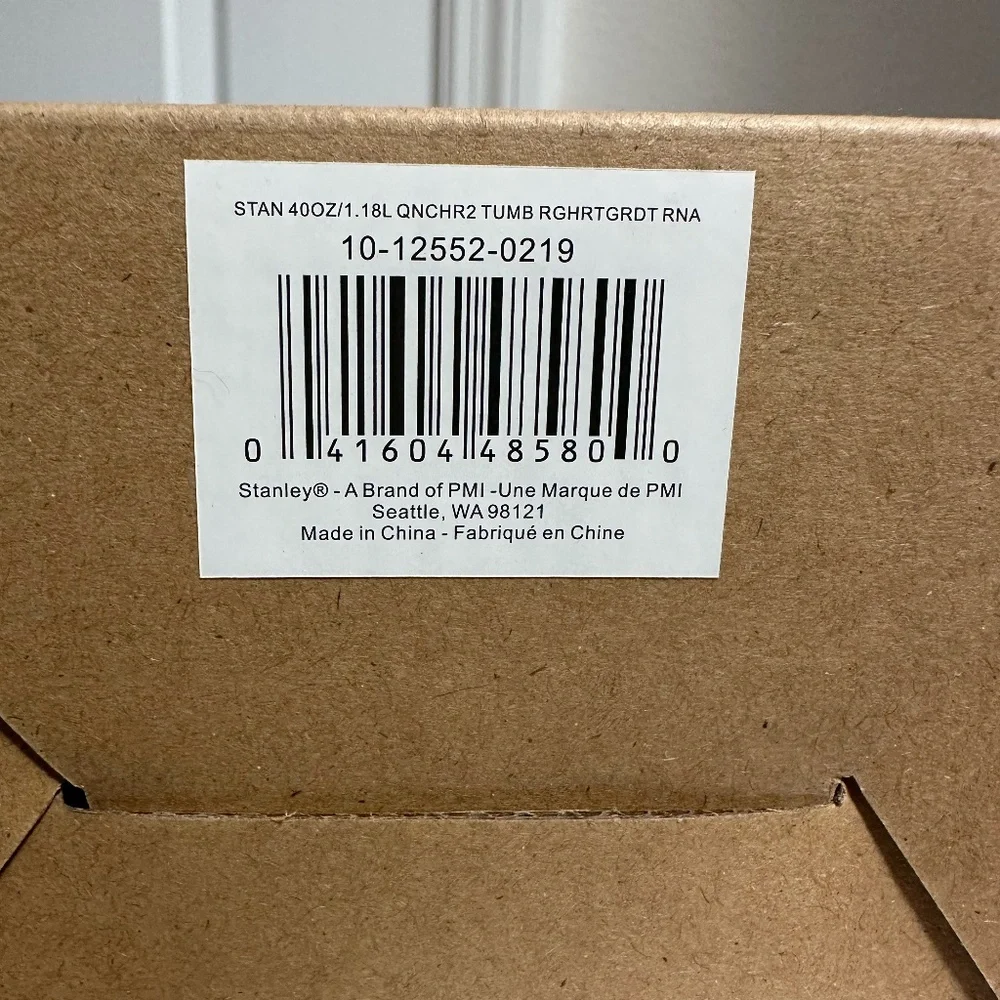 STAN 40OZ/1.18L QNCHR2 TUMB RGHRTGRDT RNA
10-12552-0219
0 41604 48580 0
Stanley® - A Brand of PMI -Une Marque de PMI
Seattle, WA 98121
Made in China - Fabriqué en Chine